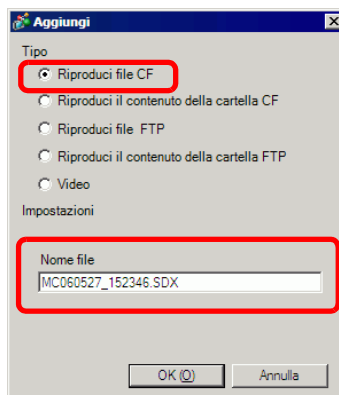 Aggiungi
Tipo
Riproduci file CF
Riproduci il contenuto della cartella CF
Riproduci file FTP
Riproduci il contenuto della cartella FTP
Video
Impostazioni
Nome file
MC060527_152346.SDX
OK (O) Annulla